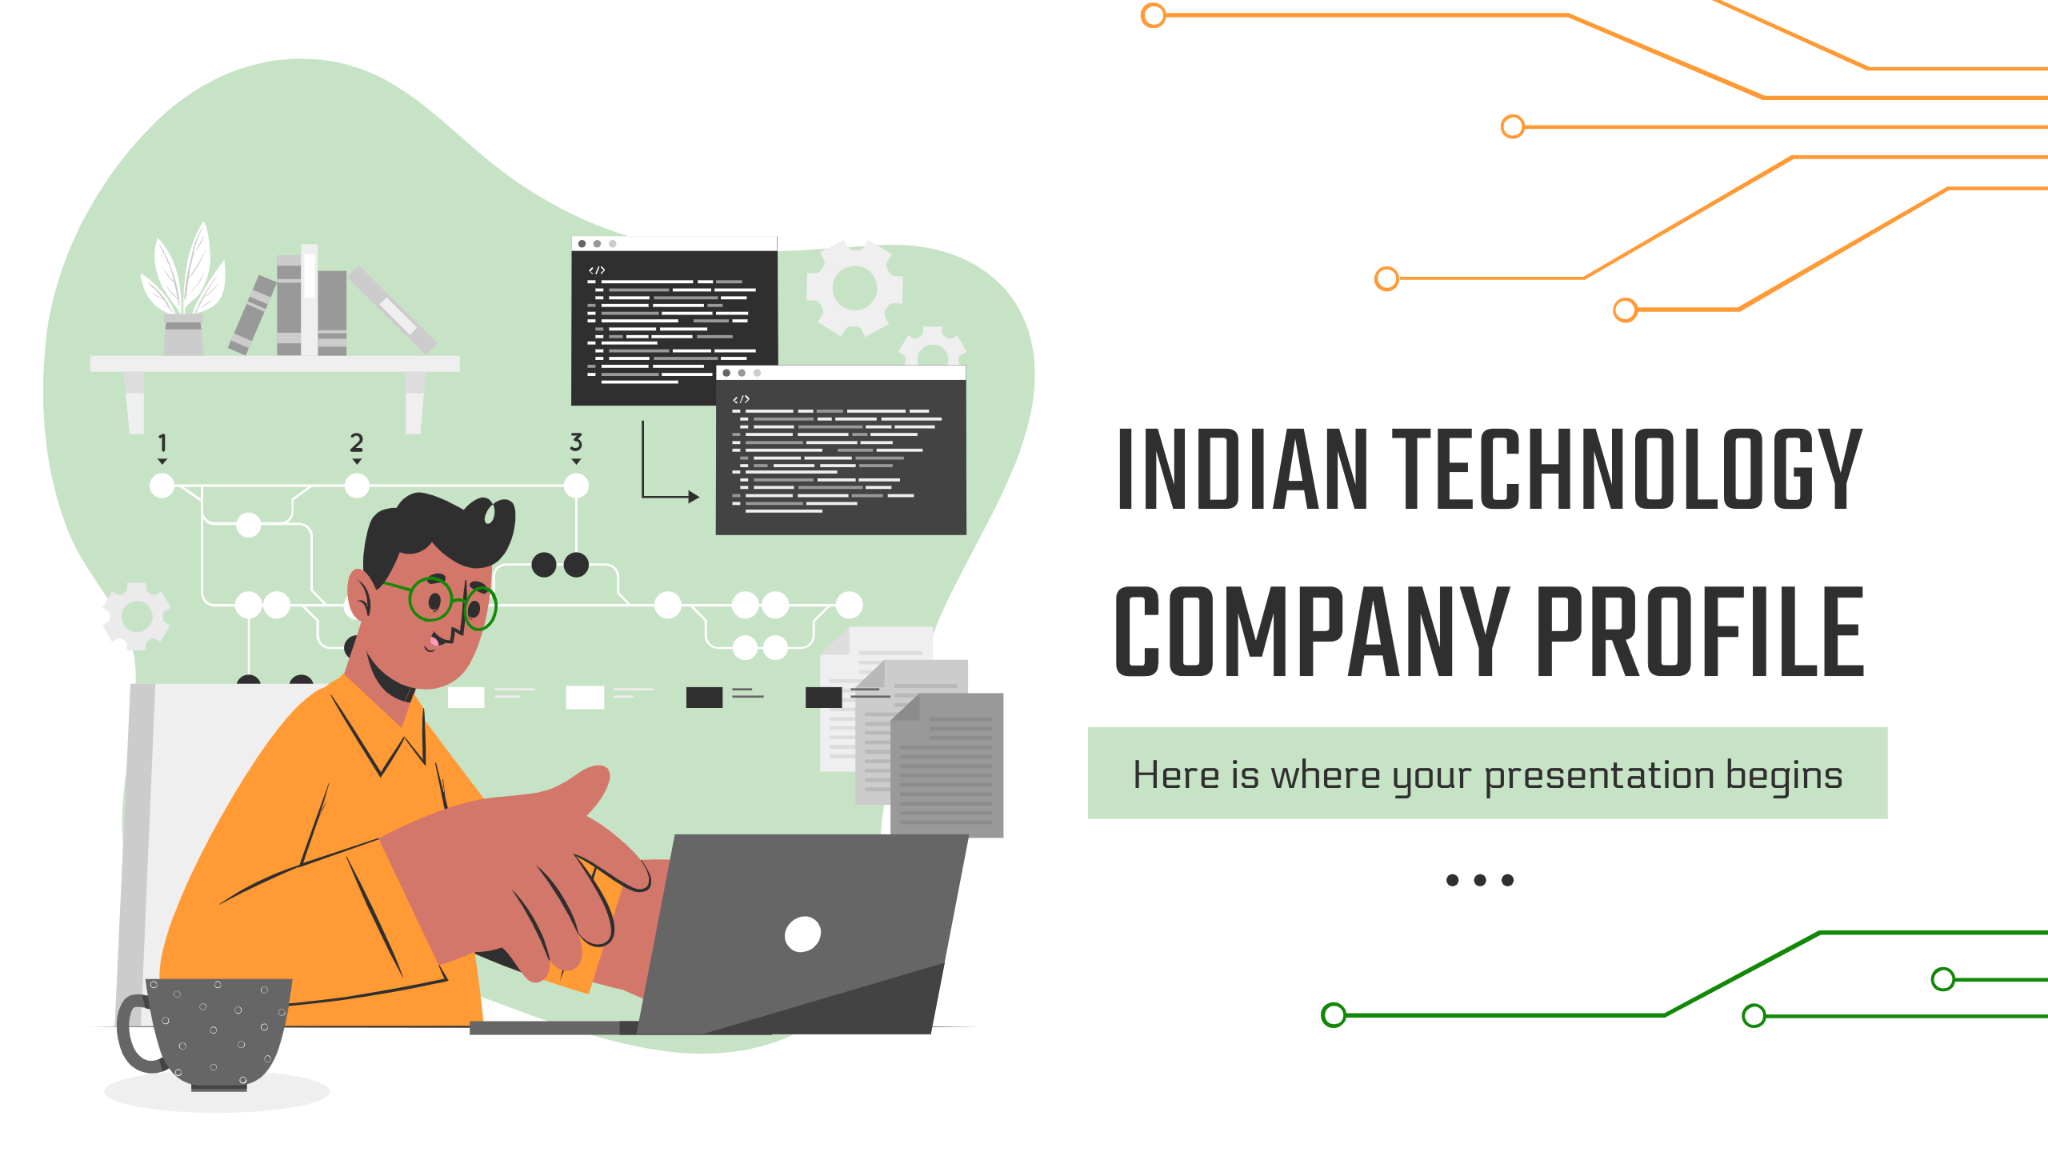 </>
</>
1 2 3
INDIAN TECHNOLOGY
COMPANY PROFILE
Here is where your presentation begins